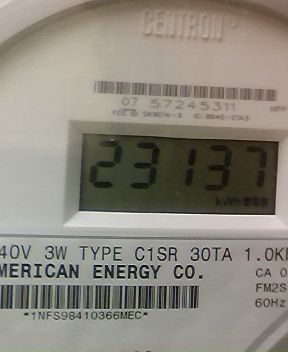 CENTRON®
07 57245311
23137
kWh
40V 3W TYPE C1SR 30TA 1.0K
MERICAN ENERGY CO.
CA 0
FM2S
60Hz
*1NFS98410366MEC*